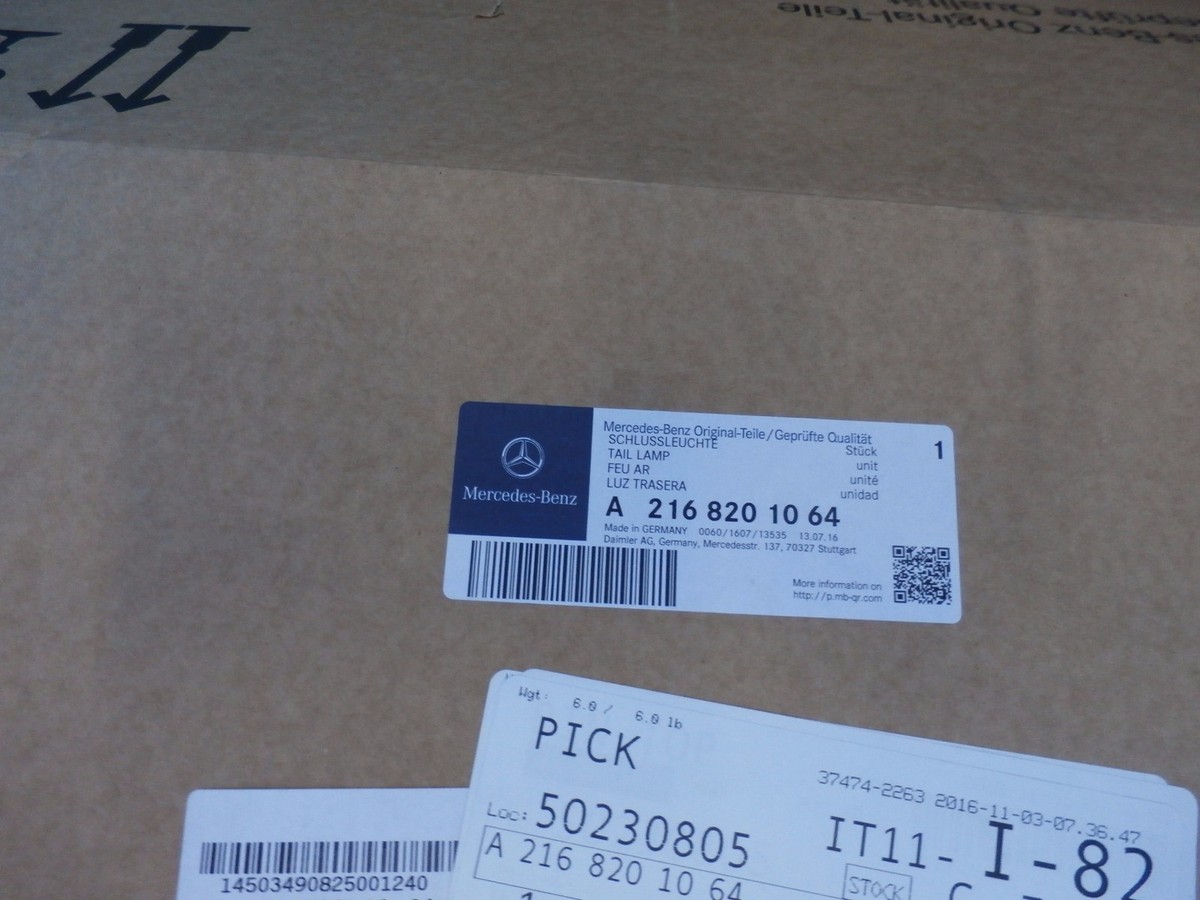 Original-Teile
Qualität
Mercedes-Benz
Mercedes-Benz Original-Teile/Geprüfte Qualität
SCHLUSSLEUCHTE Stück 1
TAIL LAMP unit
FEU AR unité
LUZ TRASERA unidad
A 216 820 10 64
Made in GERMANY 0060/1607/13535 13.07.16
Daimler AG, Germany, Mercedesstr. 137, 70327 Stuttgart
More information on
http://p.mb-qr.com
Wgt: 6.0 / 6.0 lb
PICK
37474-2263 2016-11-03-07.36.47
Loc: 50230805 IT11- I-82
A 216 820 10 64 STOCK
14503490825001240